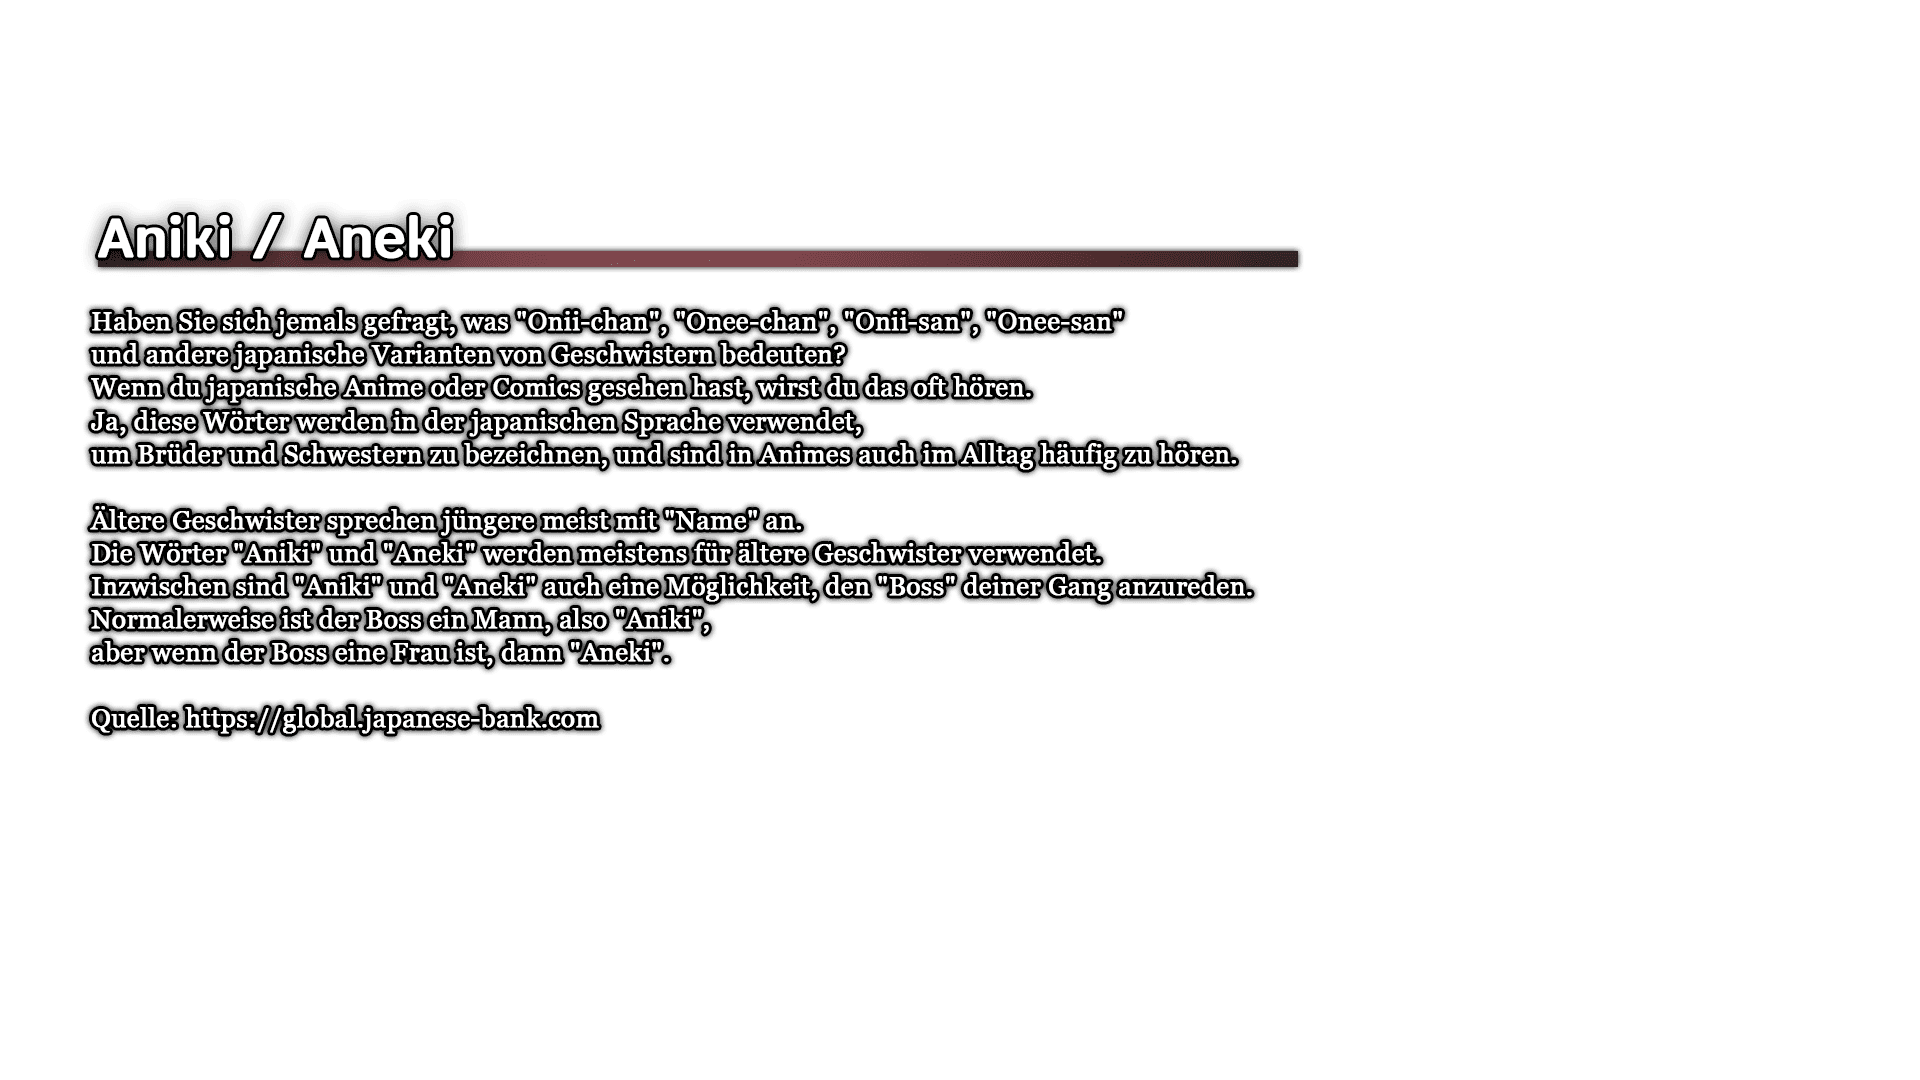 Aniki / Aneki
Haben Sie sich jemals gefragt, was "Onii-chan", "Onee-chan", "Onii-san", "Onee-san"
und andere japanische Varianten von Geschwistern bedeuten?
Wenn du japanische Anime oder Comics gesehen hast, wirst du das oft hören.
Ja, diese Wörter werden in der japanischen Sprache verwendet,
um Brüder und Schwestern zu bezeichnen, und sind in Animes auch im Alltag häufig zu hören.
Ältere Geschwister sprechen jüngere meist mit "Name" an.
Die Wörter "Aniki" und "Aneki" werden meistens für ältere Geschwister verwendet.
Inzwischen sind "Aniki" und "Aneki" auch eine Möglichkeit, den "Boss" deiner Gang anzureden.
Normalerweise ist der Boss ein Mann, also "Aniki",
aber wenn der Boss eine Frau ist, dann "Aneki".
Quelle: https://global.japanese-bank.com